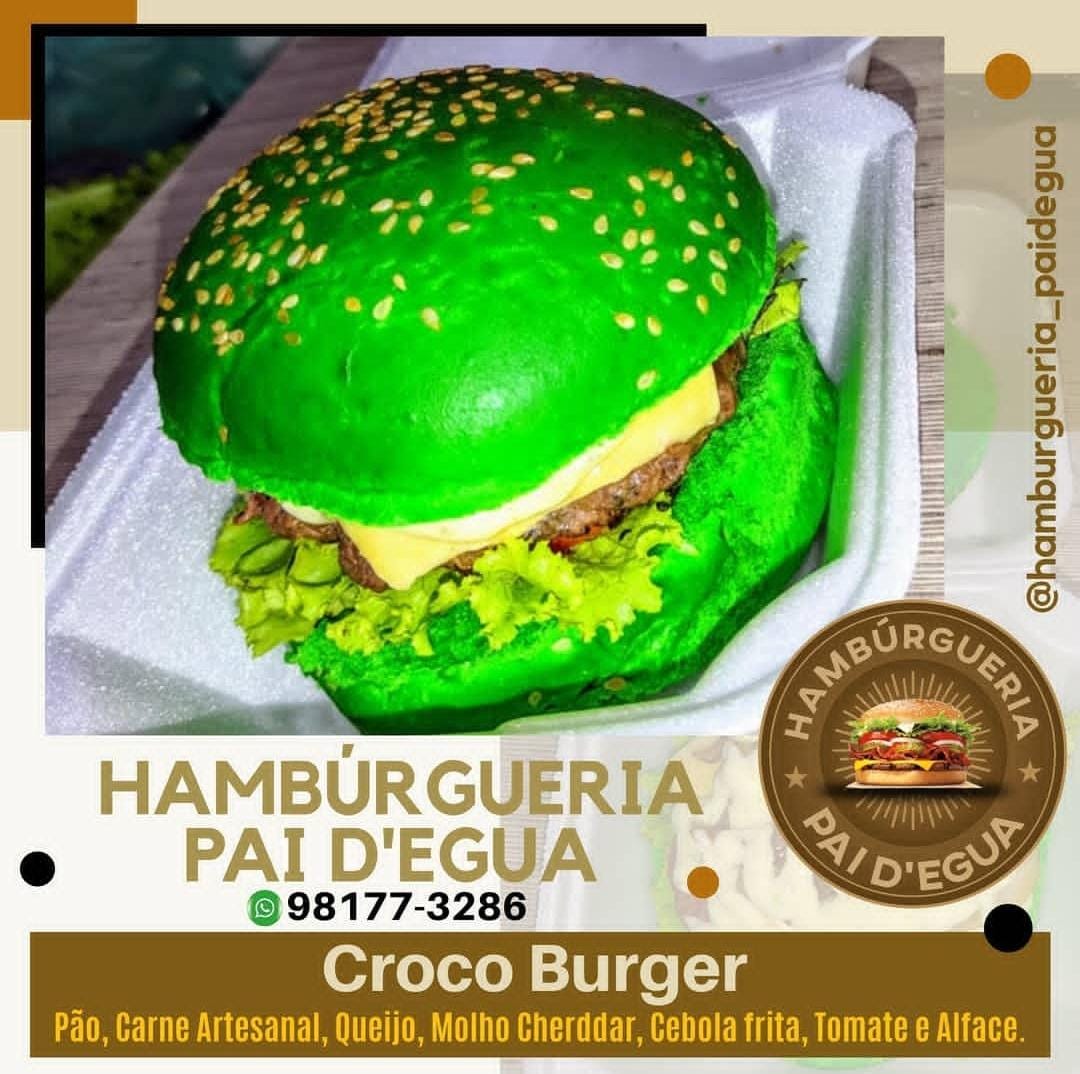 @hamburgueria_paidegua
HAMBÚRGUERIA
PAI D'EGUA
HAMBÚRGUERIA
PAI D'EGUA
98177-3286
Croco Burger
Pão, Carne Artesanal, Queijo, Molho Cherddar, Cebola frita, Tomate e Alface.